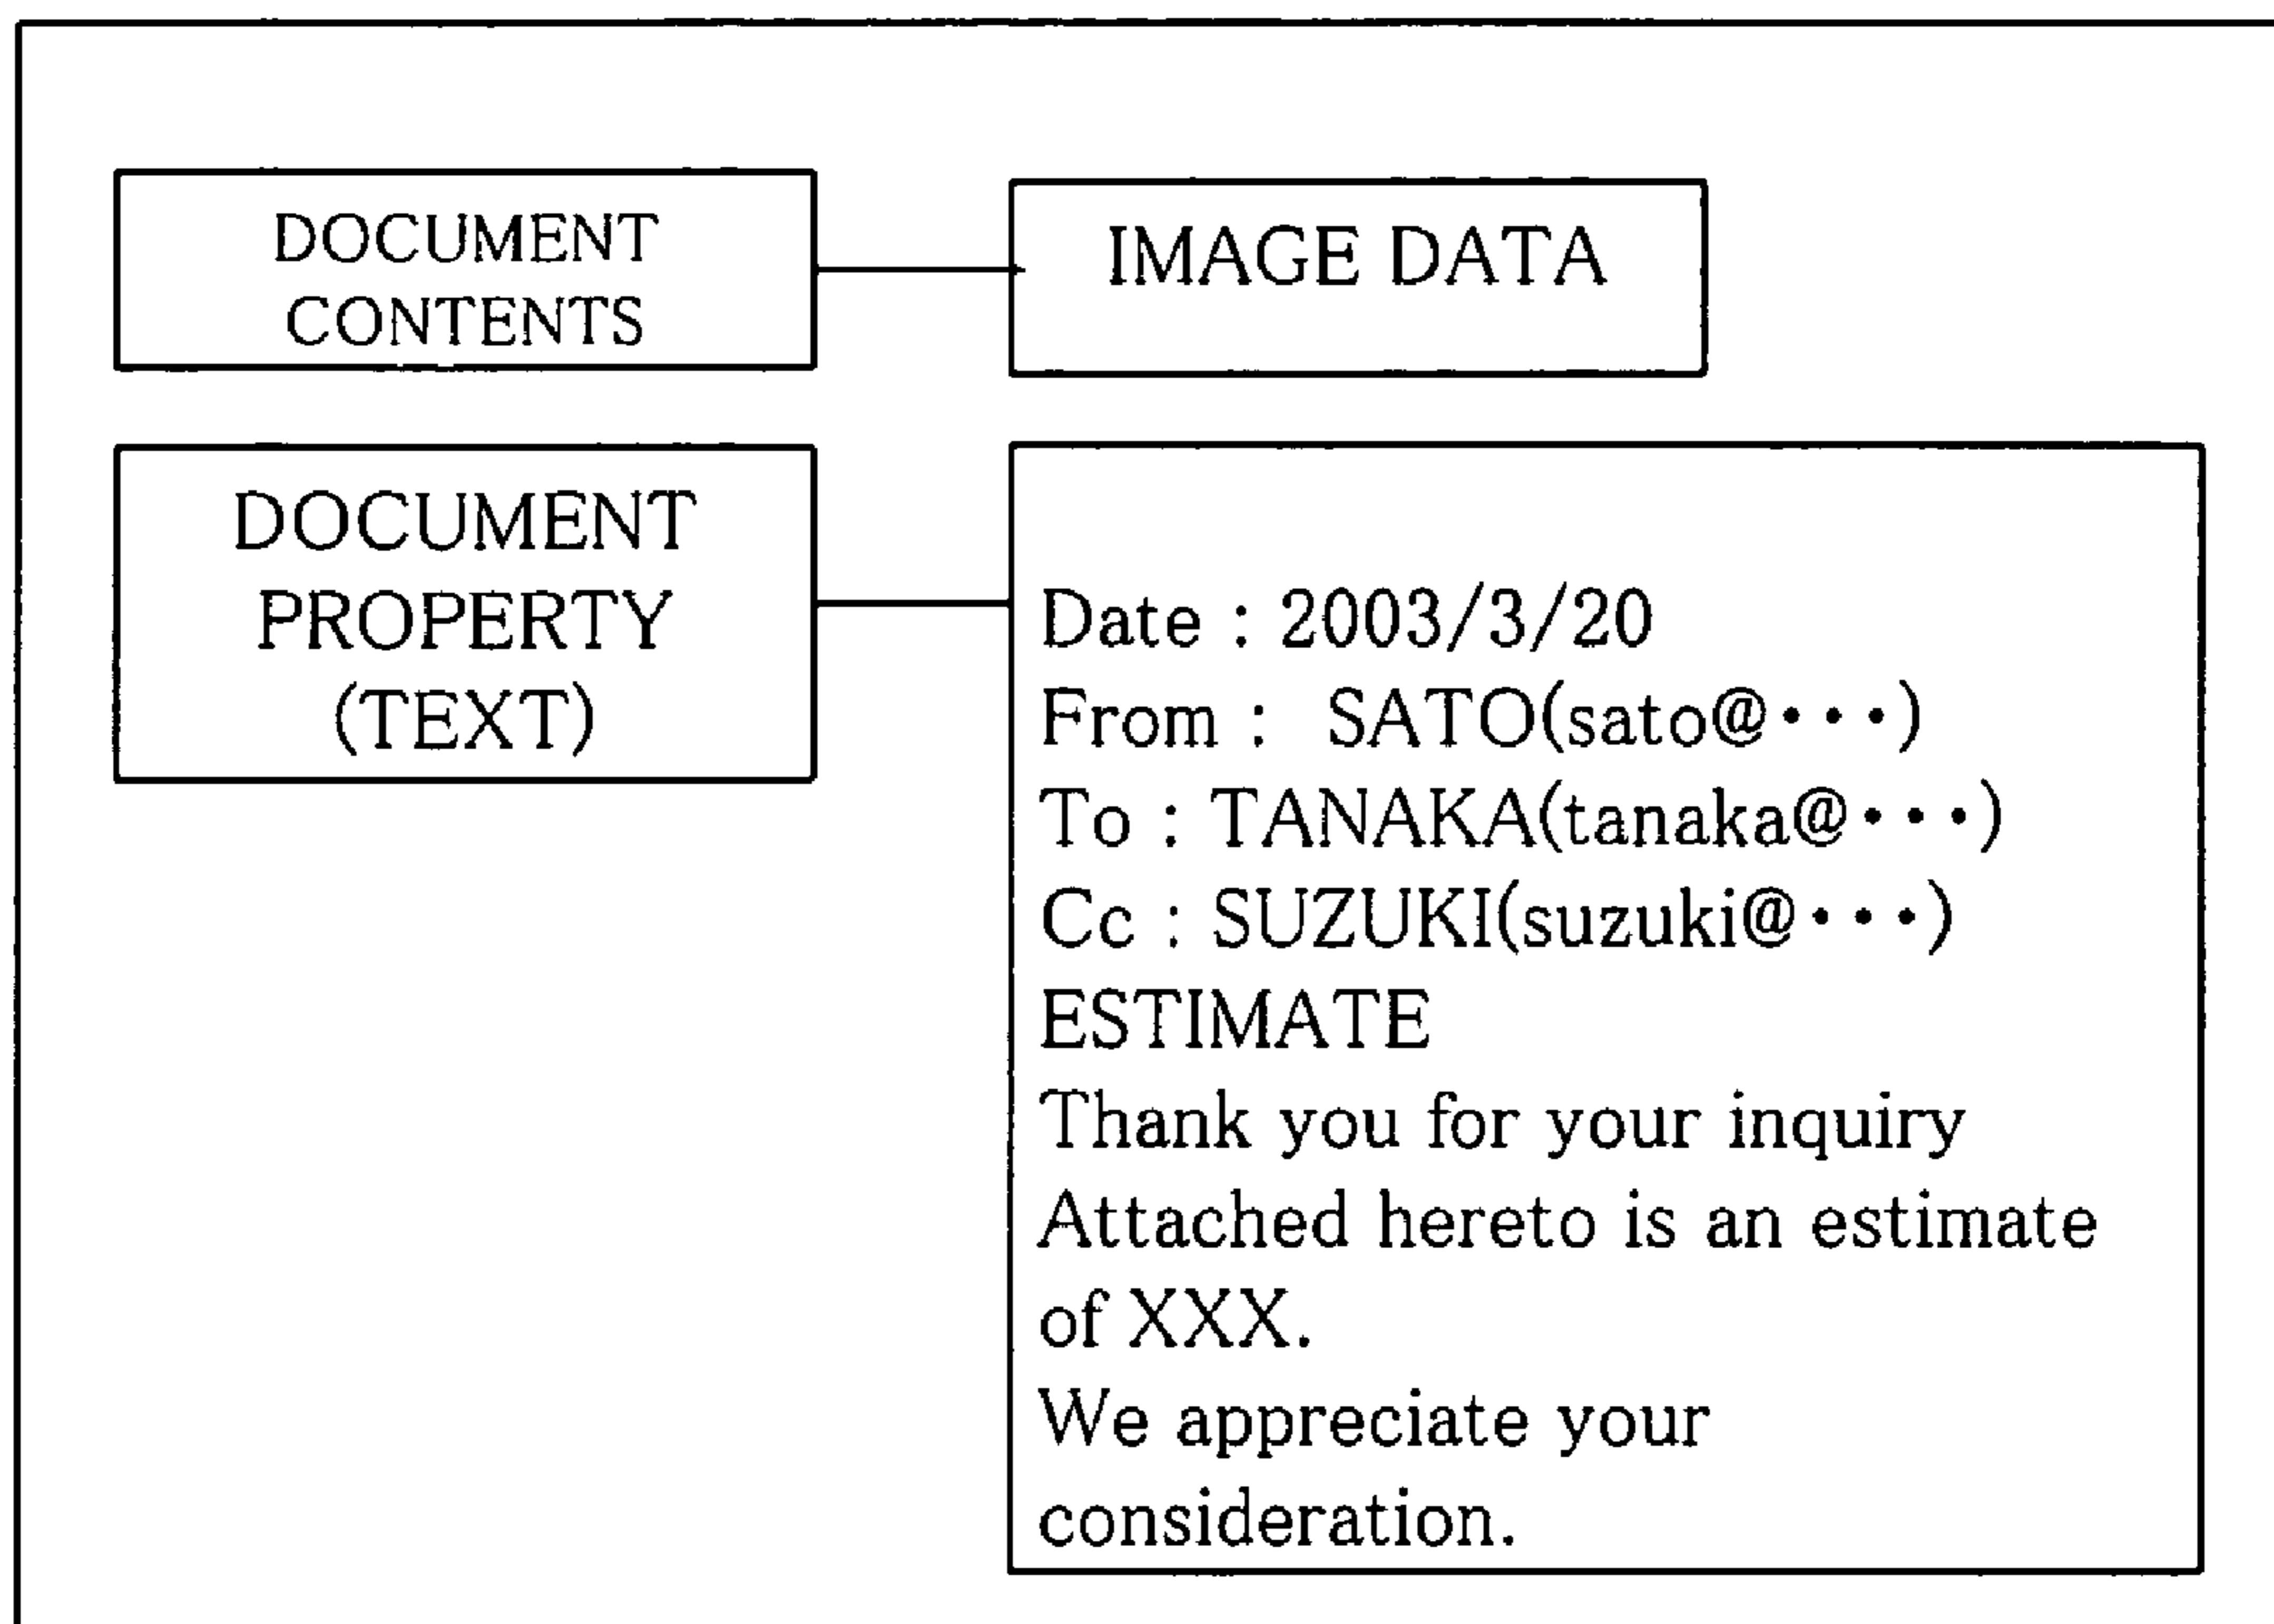 DOCUMENT
CONTENTS
IMAGE DATA
DOCUMENT
PROPERTY
(TEXT)
Date : 2003/3/20
From : SATO(sato@･･･)
To : TANAKA(tanaka@･･･)
Cc : SUZUKI(suzuki@･･･)
ESTIMATE
Thank you for your inquiry
Attached hereto is an estimate
of XXX.
We appreciate your
consideration.